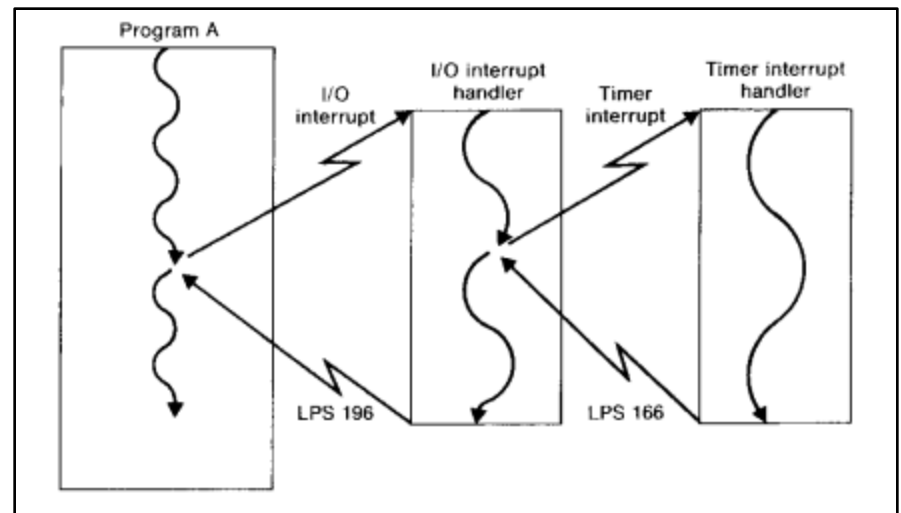 Program A
I/O
interrupt
I/O interrupt
handler
Timer
interrupt
Timer interrupt
handler
LPS 196
LPS 166